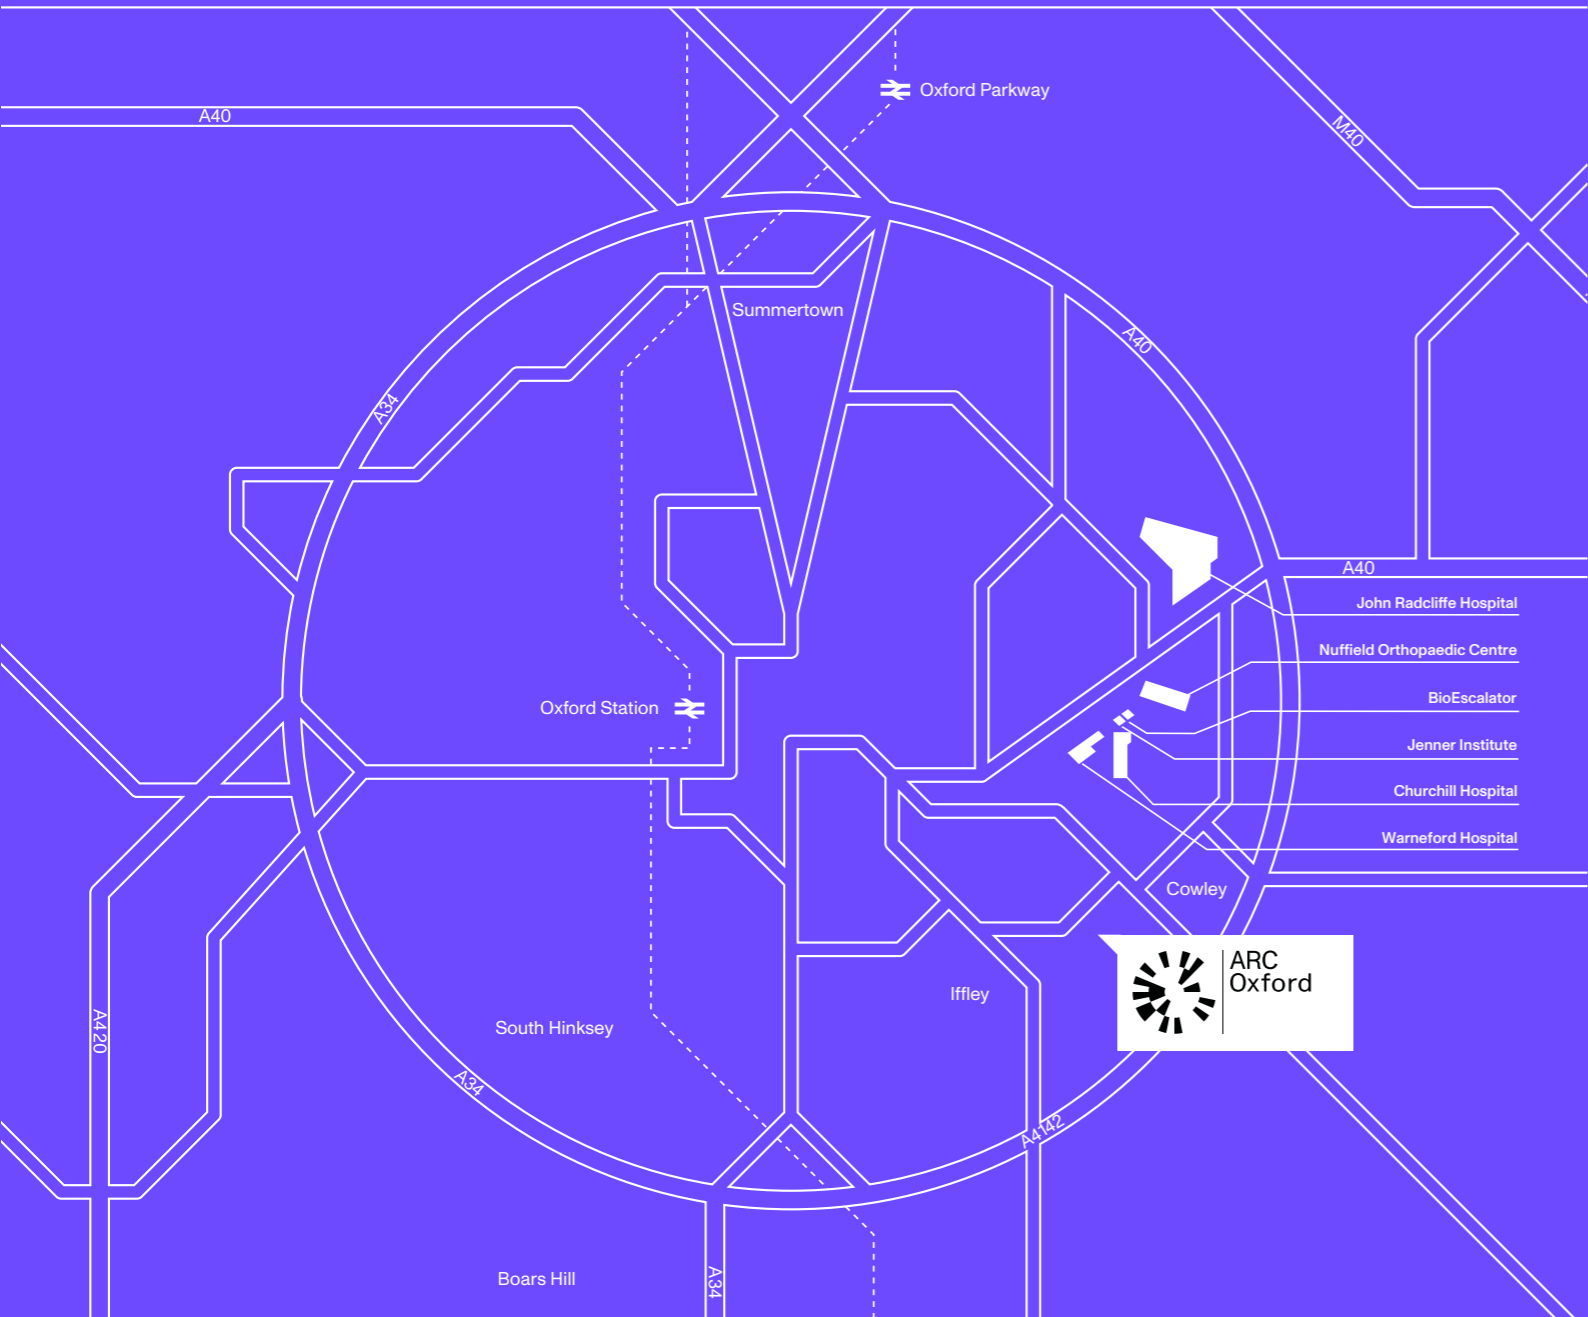 Oxford Parkway
A40
M40
Summertown
A40
A34
A40
John Radcliffe Hospital
Nuffield Orthopaedic Centre
BioEscalator
Oxford Station
Jenner Institute
Churchill Hospital
Warneford Hospital
Cowley
ARC
Oxford
Iffley
South Hinksey
A420
A34
A4142
Boars Hill
A34